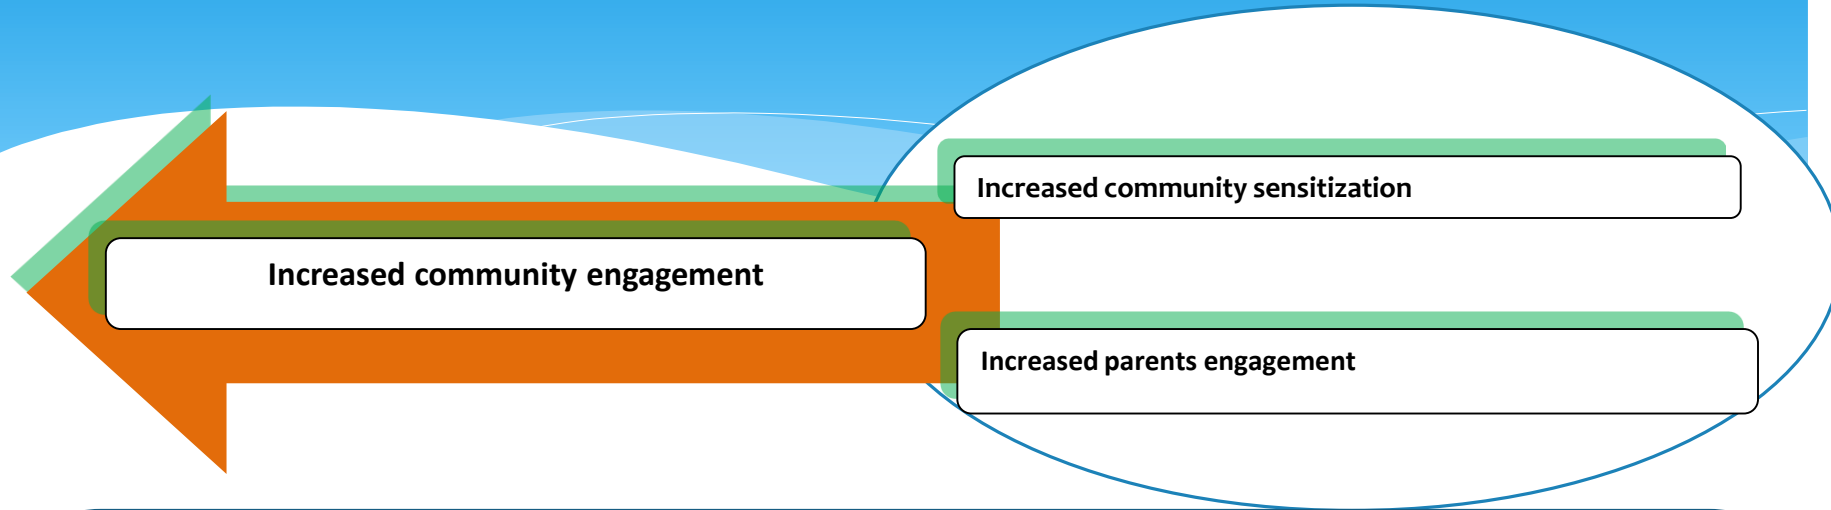 Increased community sensitization
Increased community engagement
Increased parents engagement